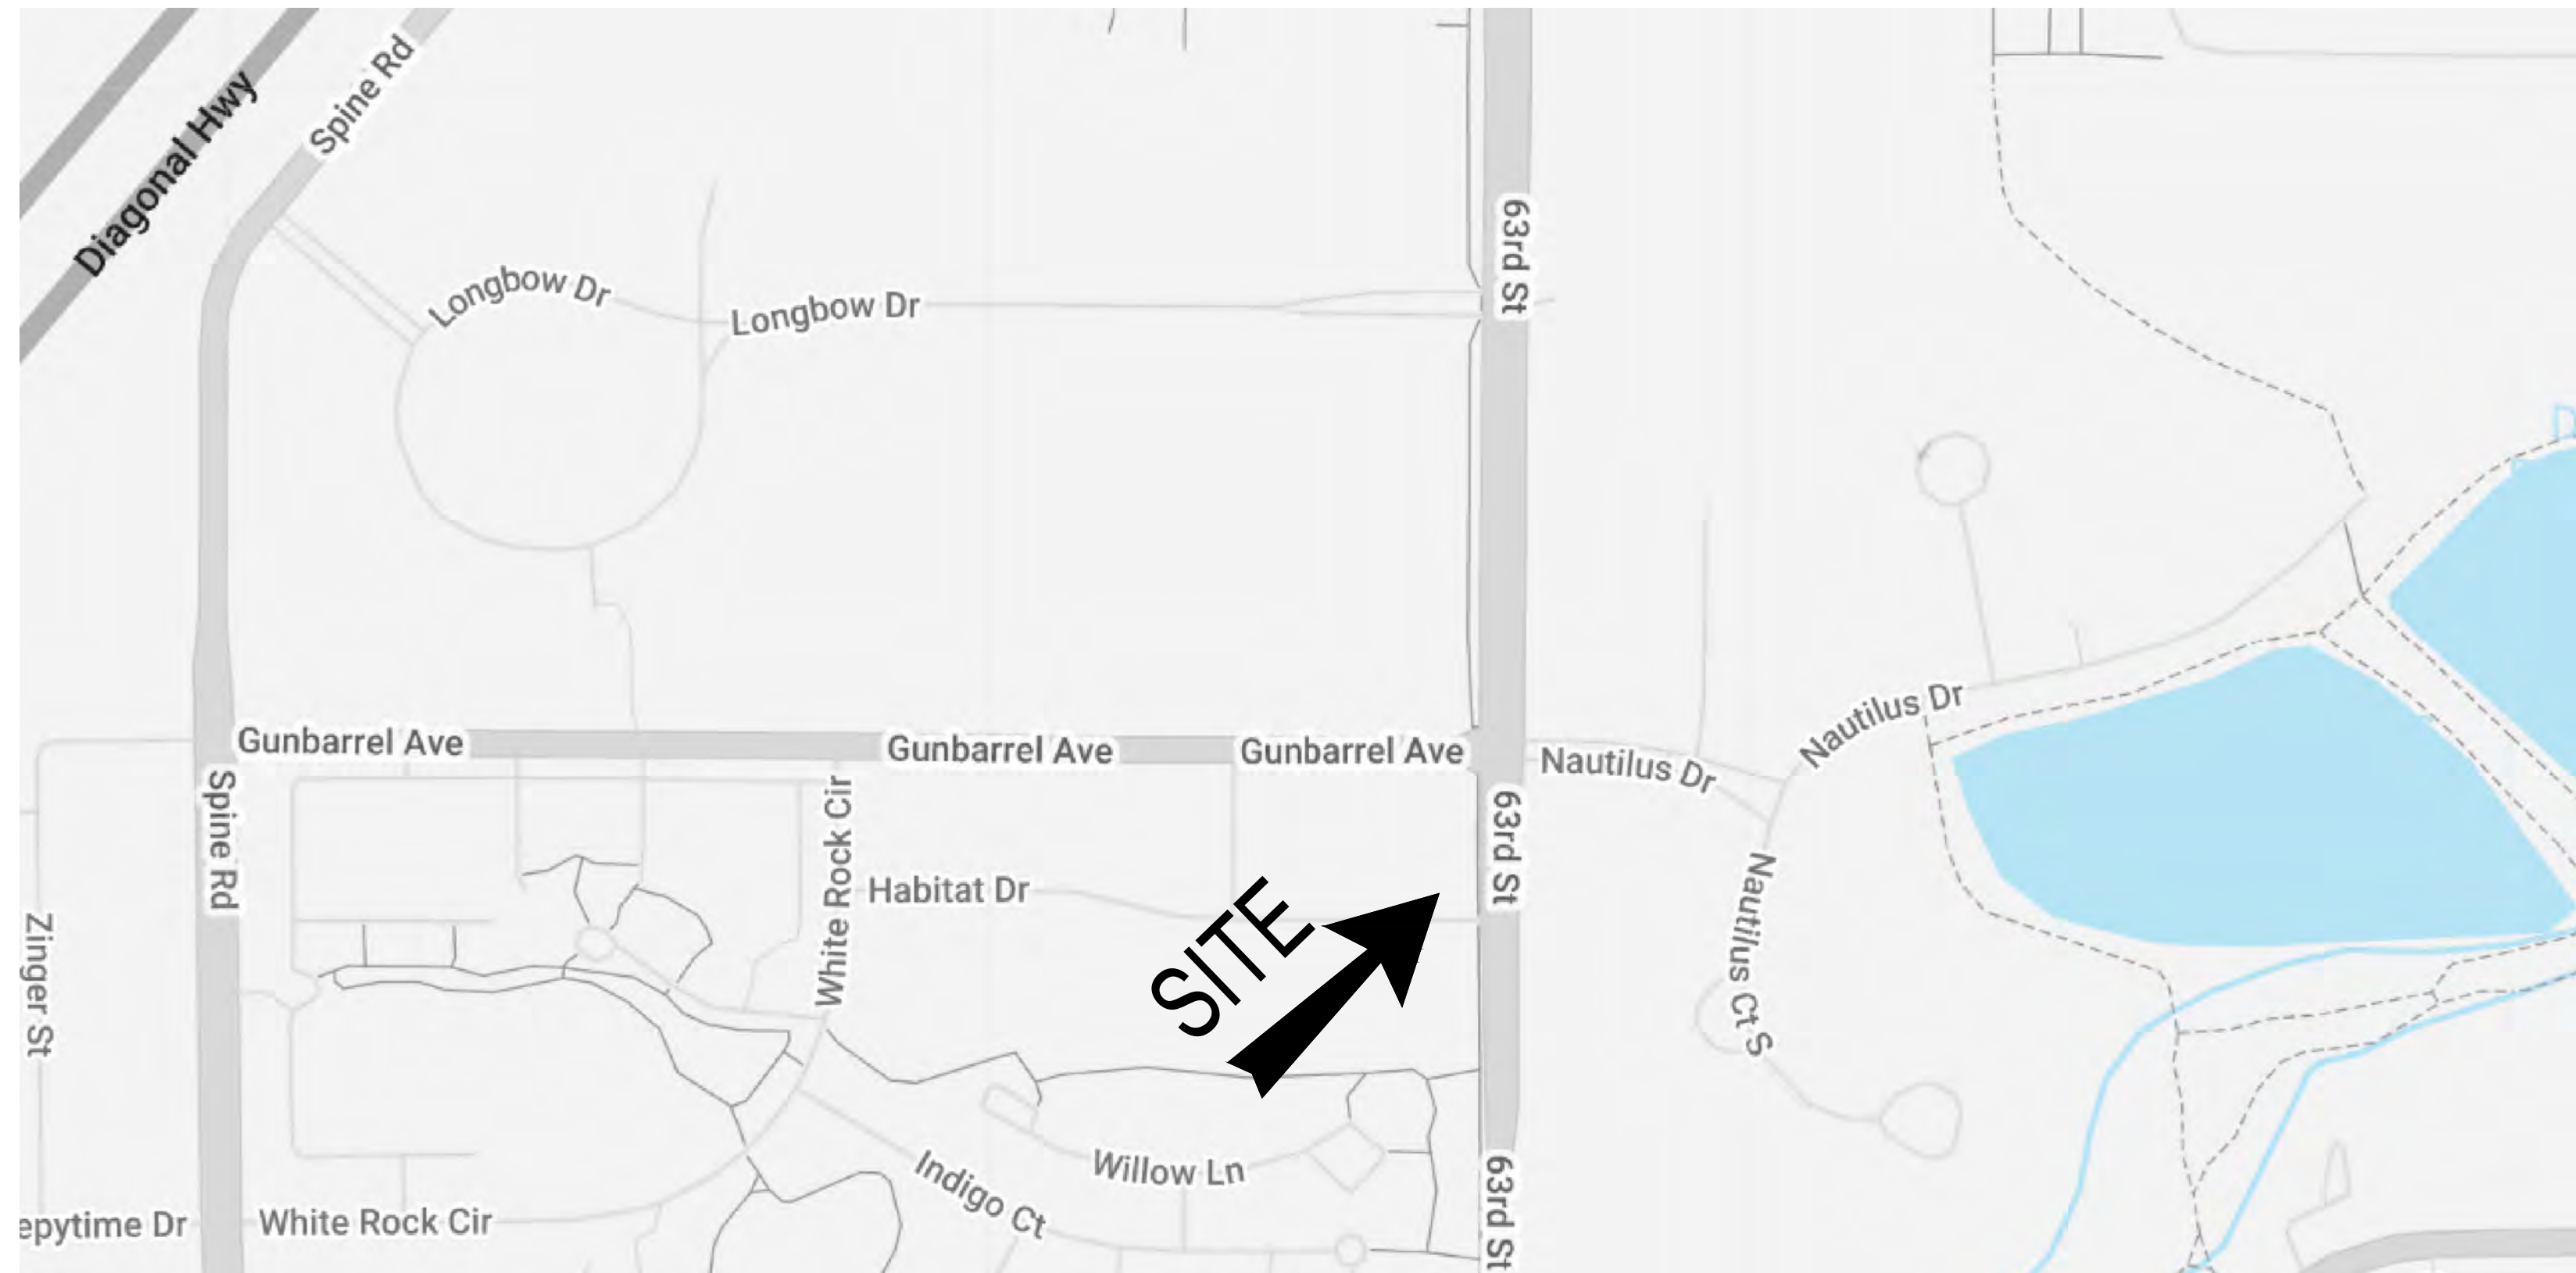 Spine Rd
Diagonal Hwy
63rd St
Longbow Dr
Longbow Dr
Nautilus Dr
Gunbarrel Ave
Gunbarrel Ave
Gunbarrel Ave
Nautilus Dr
Spine Rd
White Rock Cir
63rd St
Habitat Dr
SITE
Nautilus Ct S
Zinger St
Willow Ln
Indigo Ct
63rd St
epytime Dr
White Rock Cir